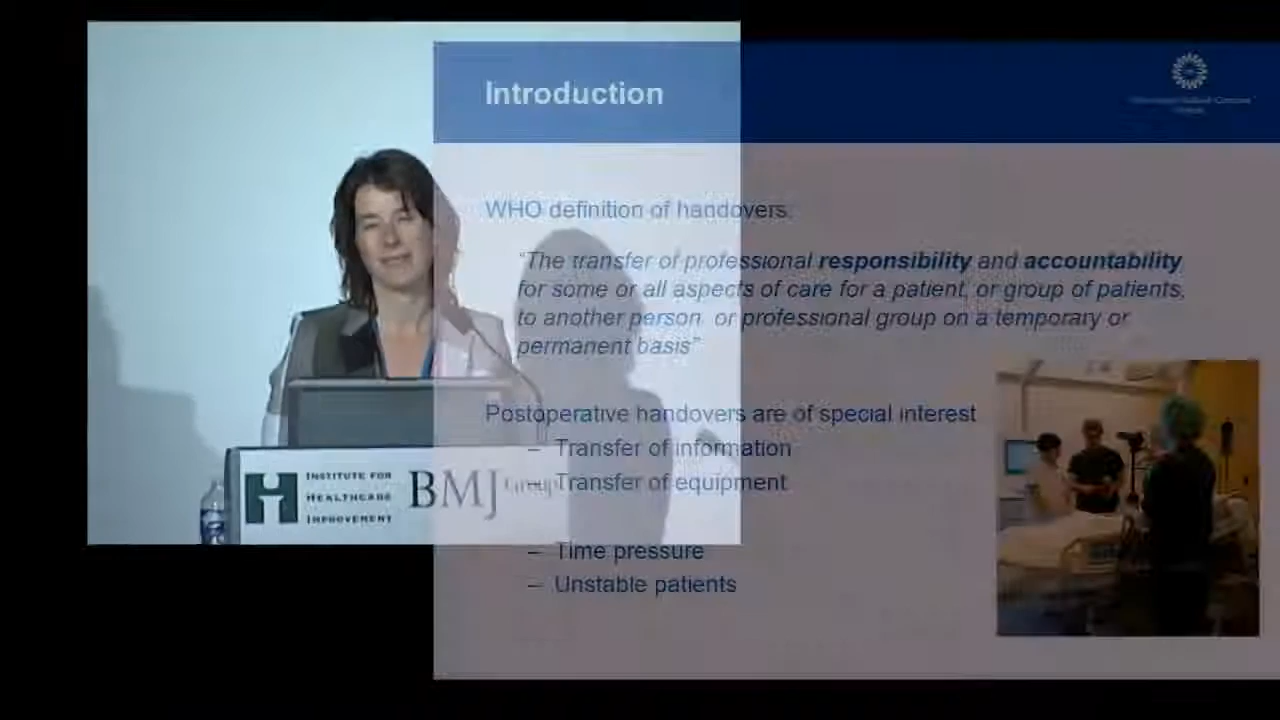 Introduction
WHO definition of handovers:
“The transfer of professional responsibility and accountability
for some or all aspects of care for a patient, or group of patients,
to another person or professional group on a temporary or
permanent basis”
Postoperative handovers are of special interest
– Transfer of information
– Transfer of equipment
– Time pressure
– Unstable patients
INSTITUTE FOR
HEALTHCARE
IMPROVEMENT
BMJ Group